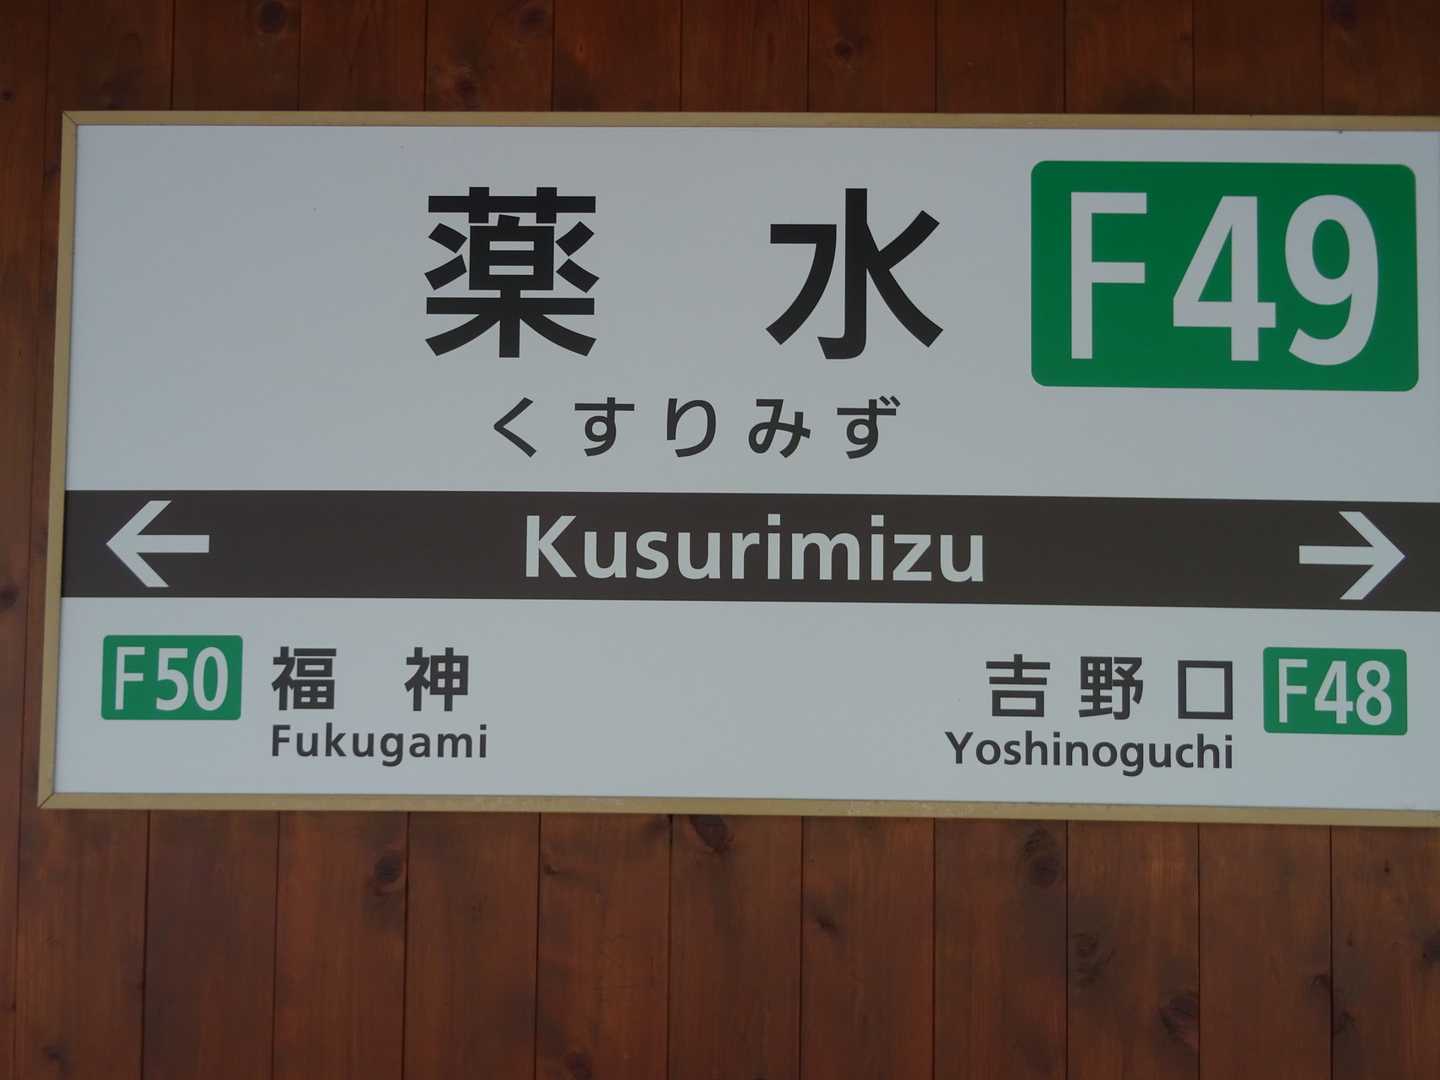 薬水 F49
くすりみず
← Kusurimizu →
F50 福神
Fukugami
吉野口 F48
Yoshinoguchi